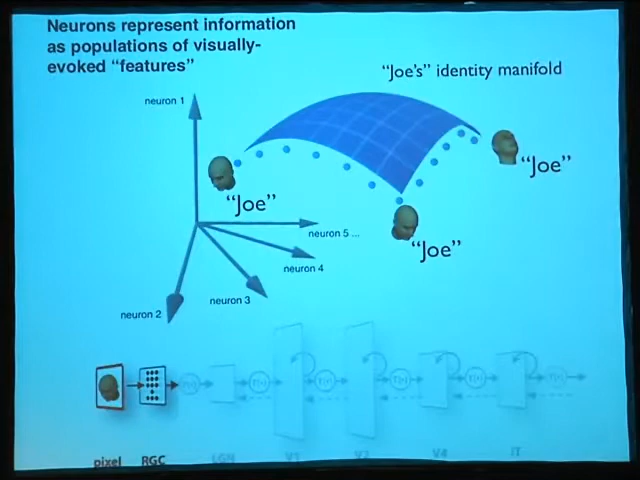 Neurons represent information
as populations of visually-
evoked “features”
“Joe’s” identity manifold
neuron 1
“Joe”
“Joe”
neuron 5 ...
“Joe”
neuron 4
neuron 3
neuron 2
pixel
RGC
LGN
V1
V2
V4
IT